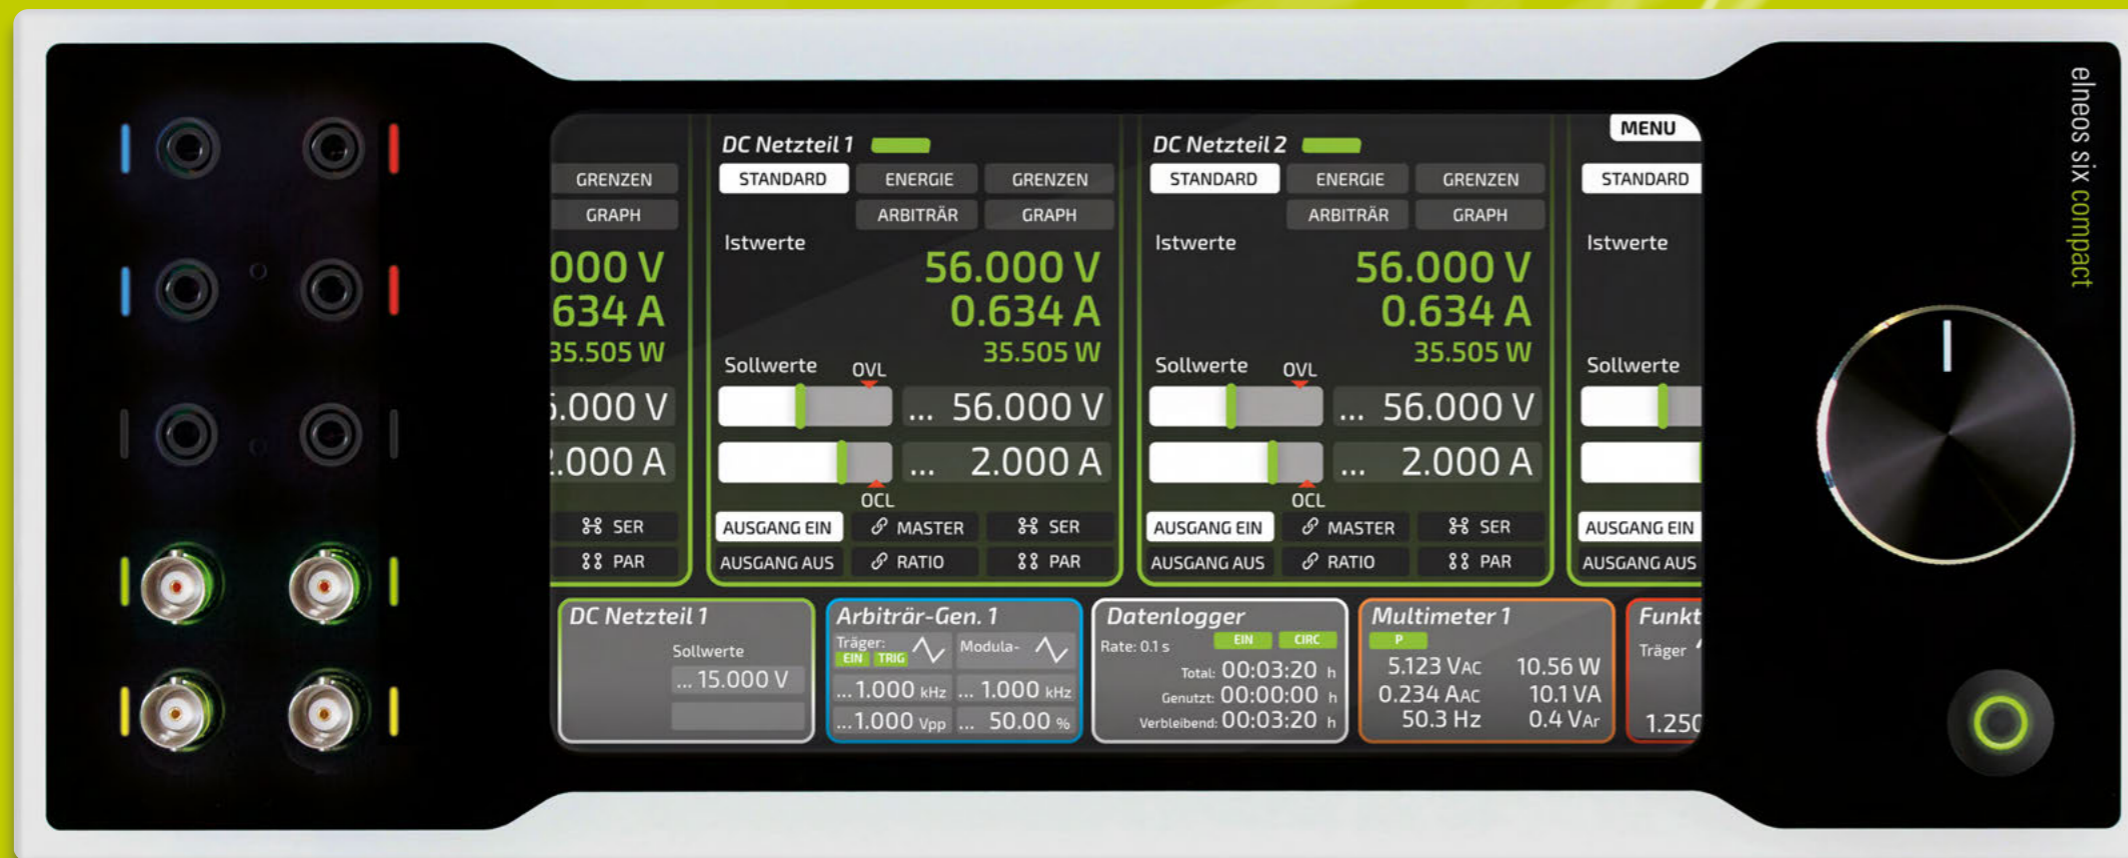 elneos six compact
MENU
GRENZEN
GRAPH
000 V
634 A
35.505 W
.000 V
.000 A
SER
PAR
DC Netzteil 1
STANDARD ENERGIE GRENZEN
ARBITRÄR GRAPH
Istwerte
56.000 V
0.634 A
35.505 W
Sollwerte OVL
... 56.000 V
... 2.000 A
OCL
AUSGANG EIN MASTER SER
AUSGANG AUS RATIO PAR
DC Netzteil 2
STANDARD ENERGIE GRENZEN
ARBITRÄR GRAPH
Istwerte
56.000 V
0.634 A
35.505 W
Sollwerte OVL
... 56.000 V
... 2.000 A
OCL
AUSGANG EIN MASTER SER
AUSGANG AUS RATIO PAR
STANDARD
Istwerte
Sollwerte
AUSGANG EIN
AUSGANG AUS
DC Netzteil 1
Sollwerte
... 15.000 V
Arbiträr-Gen. 1
Träger: Modula-
EIN TRIG
... 1.000 kHz ... 1.000 kHz
... 1.000 Vpp ... 50.00 %
Datenlogger
Rate: 0.1 s EIN CIRC
Total: 00:03:20 h
Genutzt: 00:00:00 h
Verbleibend: 00:03:20 h
Multimeter 1
P
5.123 VAC 10.56 W
0.234 AAC 10.1 VA
50.3 Hz 0.4 VAr
Funkt
Träger
1.250